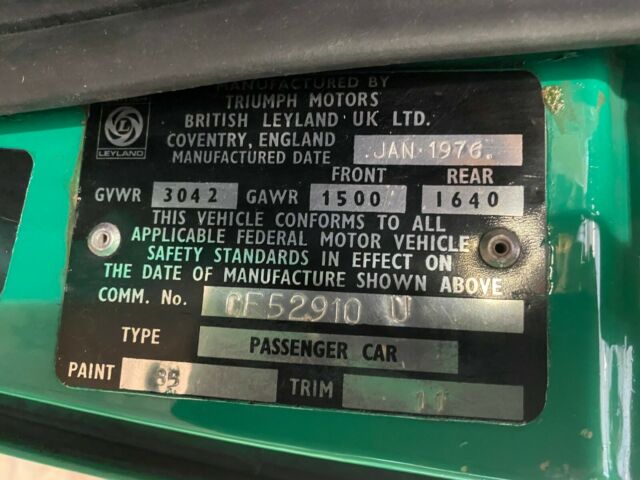 MANUFACTURED BY
TRIUMPH MOTORS
BRITISH LEYLAND UK LTD.
COVENTRY, ENGLAND
LEYLAND
MANUFACTURED DATE JAN 1976.
FRONT REAR
GVWR 3042 GAWR 1500 1640
THIS VEHICLE CONFORMS TO ALL
APPLICABLE FEDERAL MOTOR VEHICLE
SAFETY STANDARDS IN EFFECT ON
THE DATE OF MANUFACTURE SHOWN ABOVE
COMM. No. CF52910 U
TYPE PASSENGER CAR
PAINT TRIM 11